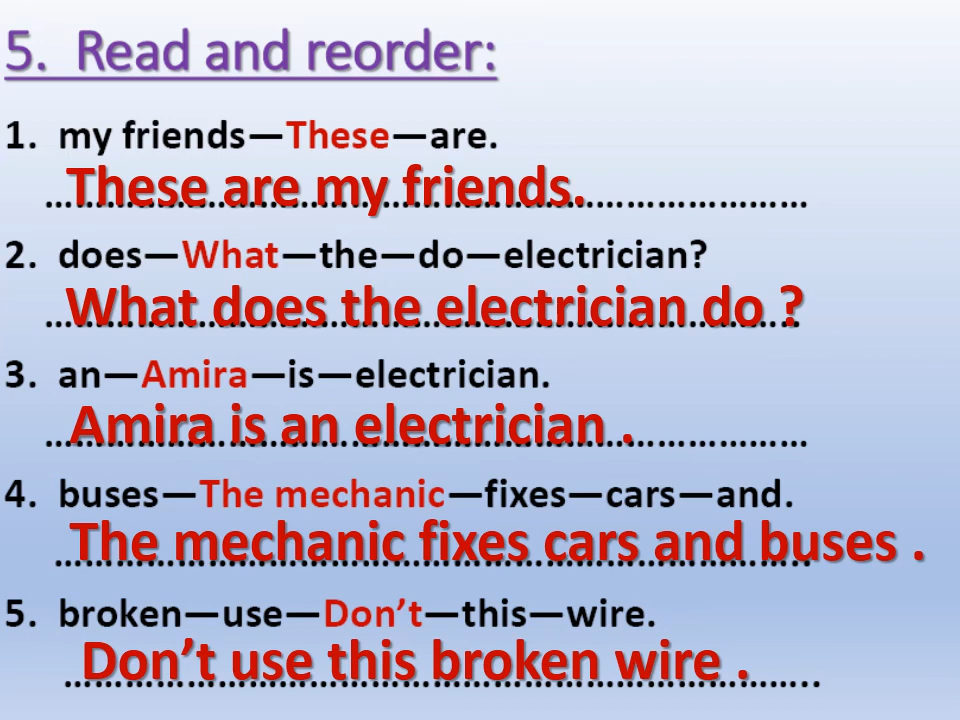 5. Read and reorder:
1. my friends—These—are.
These are my friends.
2. does—What—the—do—electrician?
What does the electrician do ?
3. an—Amira—is—electrician.
Amira is an electrician .
4. buses—The mechanic—fixes—cars—and.
The mechanic fixes cars and buses .
5. broken—use—Don’t—this—wire.
Don’t use this broken wire .